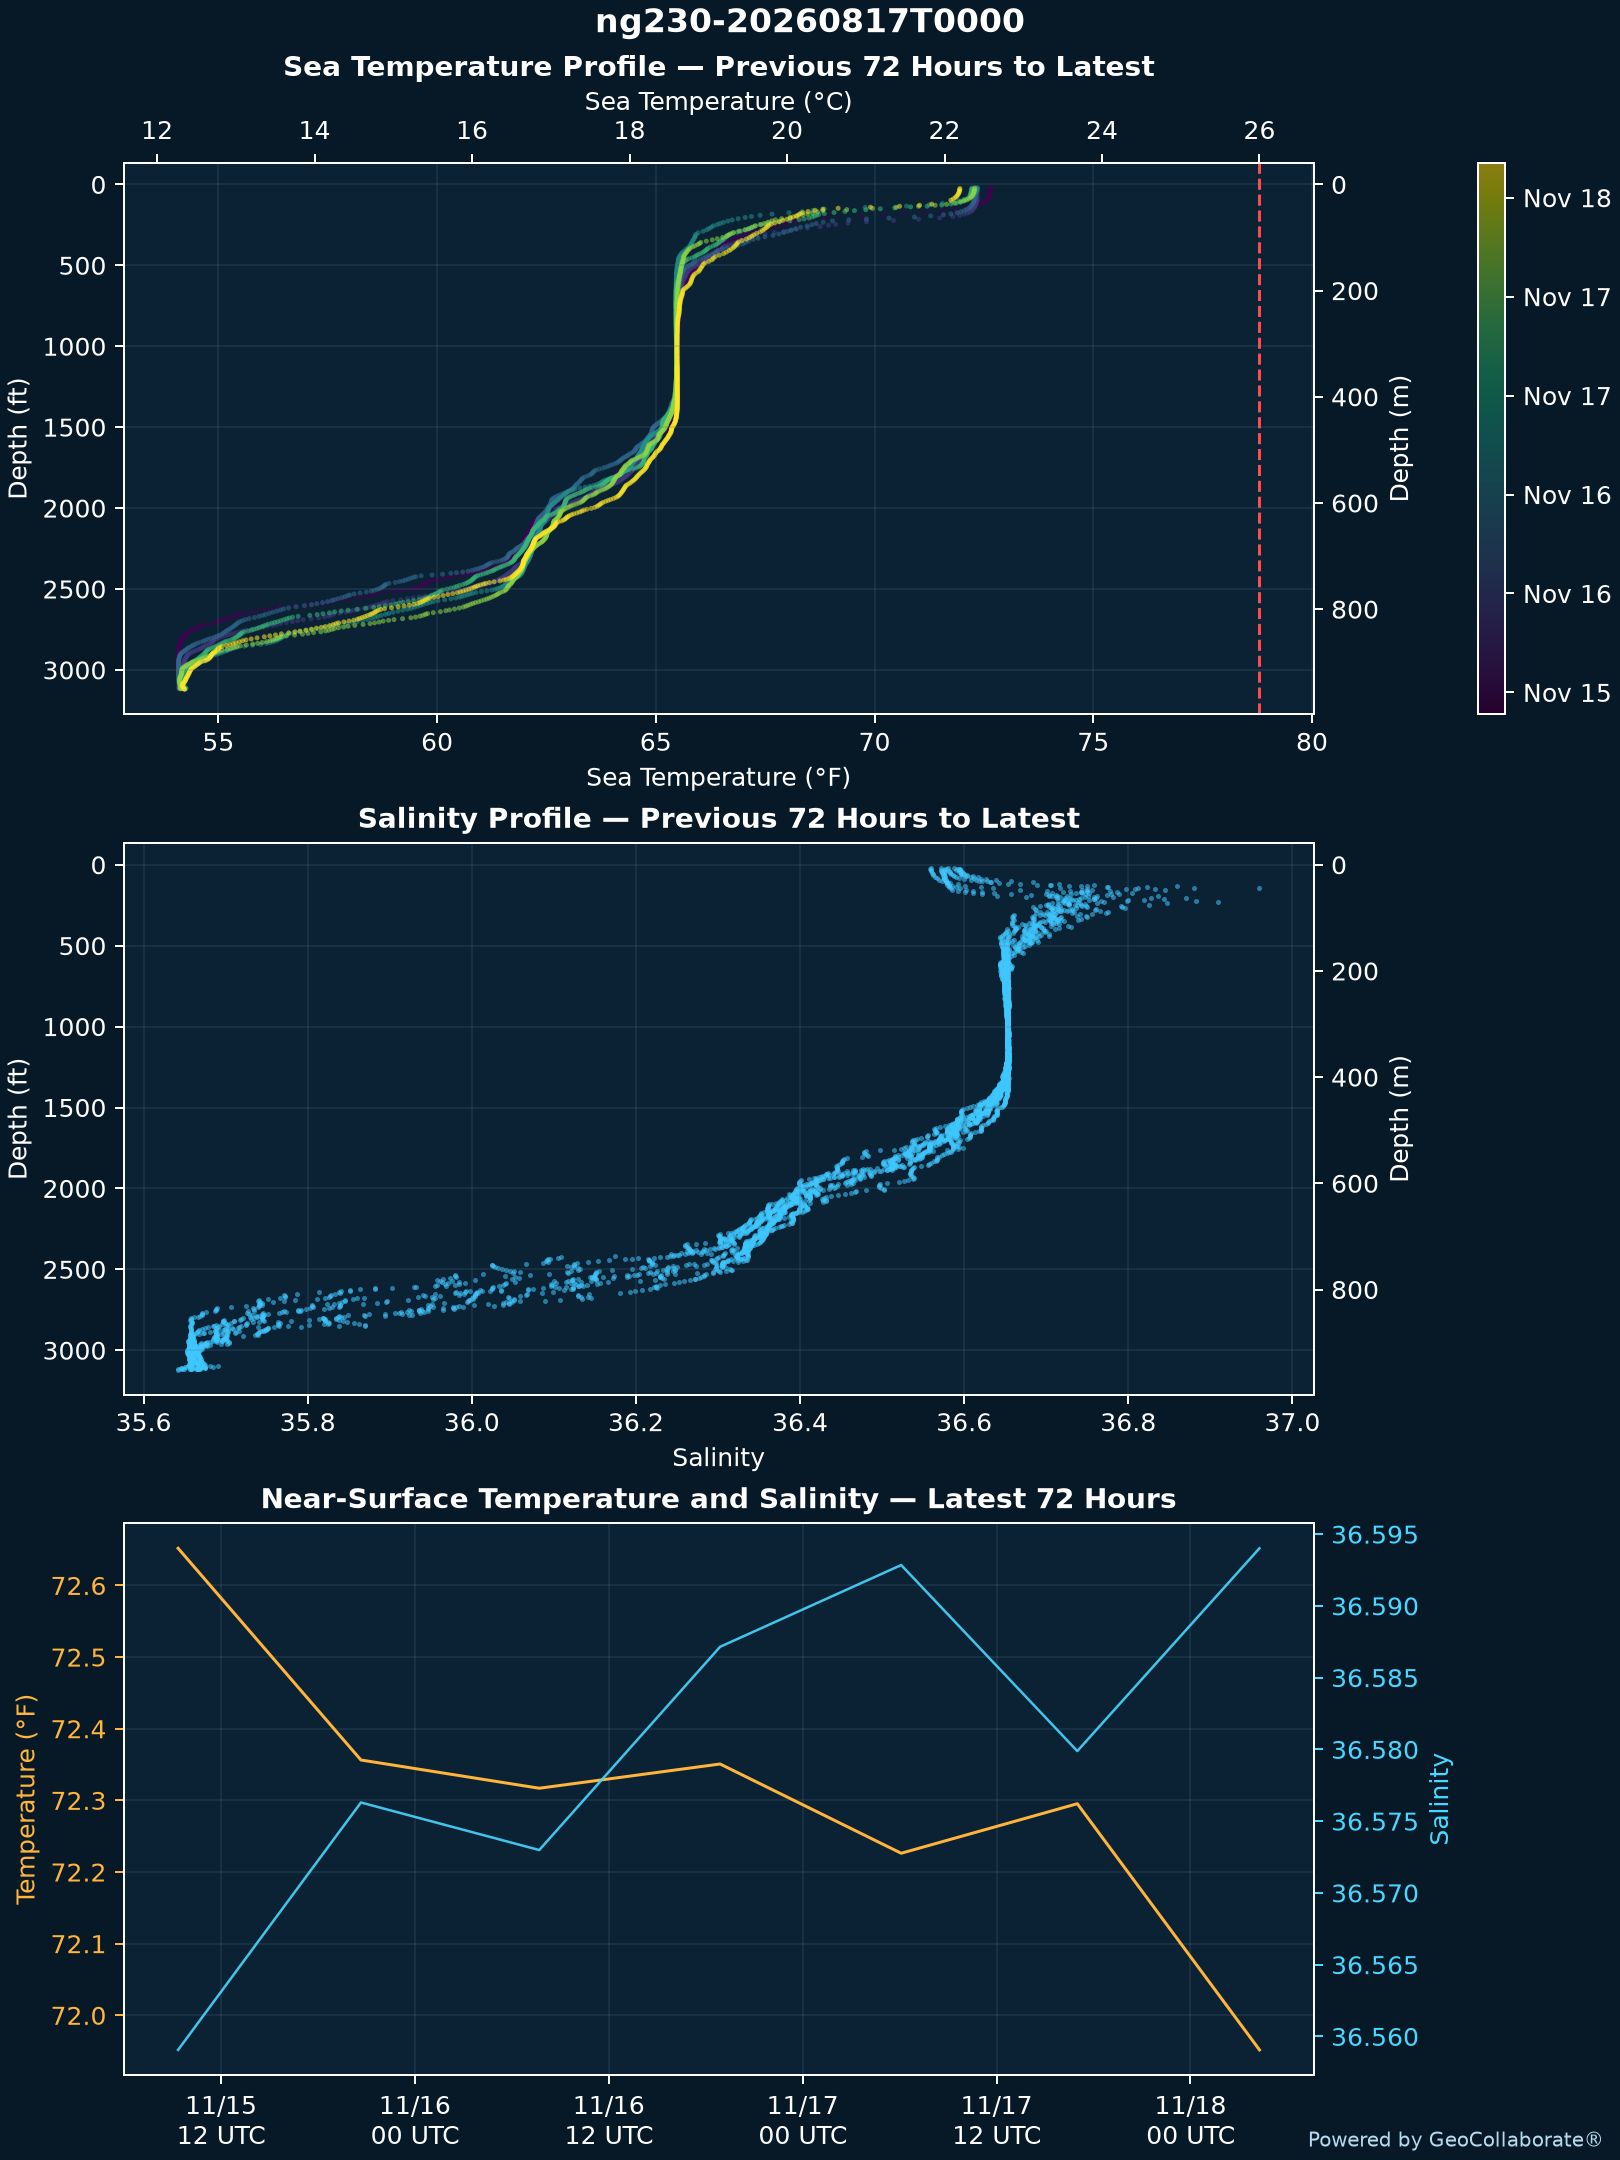 ng230-20260817T0000
Sea Temperature Profile — Previous 72 Hours to Latest
Sea Temperature (°C)
12 14 16 18 20 22 24 26
0
500
1000
1500
2000
2500
3000
Depth (ft)
0
200
400
600
800
Depth (m)
55 60 65 70 75 80
Sea Temperature (°F)
Nov 18
Nov 17
Nov 17
Nov 16
Nov 16
Nov 15
Salinity Profile — Previous 72 Hours to Latest
0
500
1000
1500
2000
2500
3000
Depth (ft)
0
200
400
600
800
Depth (m)
35.6 35.8 36.0 36.2 36.4 36.6 36.8 37.0
Salinity
Near-Surface Temperature and Salinity — Latest 72 Hours
72.6
72.5
72.4
72.3
72.2
72.1
72.0
Temperature (°F)
36.595
36.590
36.585
36.580
36.575
36.570
36.565
36.560
Salinity
11/15 11/16 11/16 11/17 11/17 11/18
12 UTC 00 UTC 12 UTC 00 UTC 12 UTC 00 UTC
Powered by GeoCollaborate®